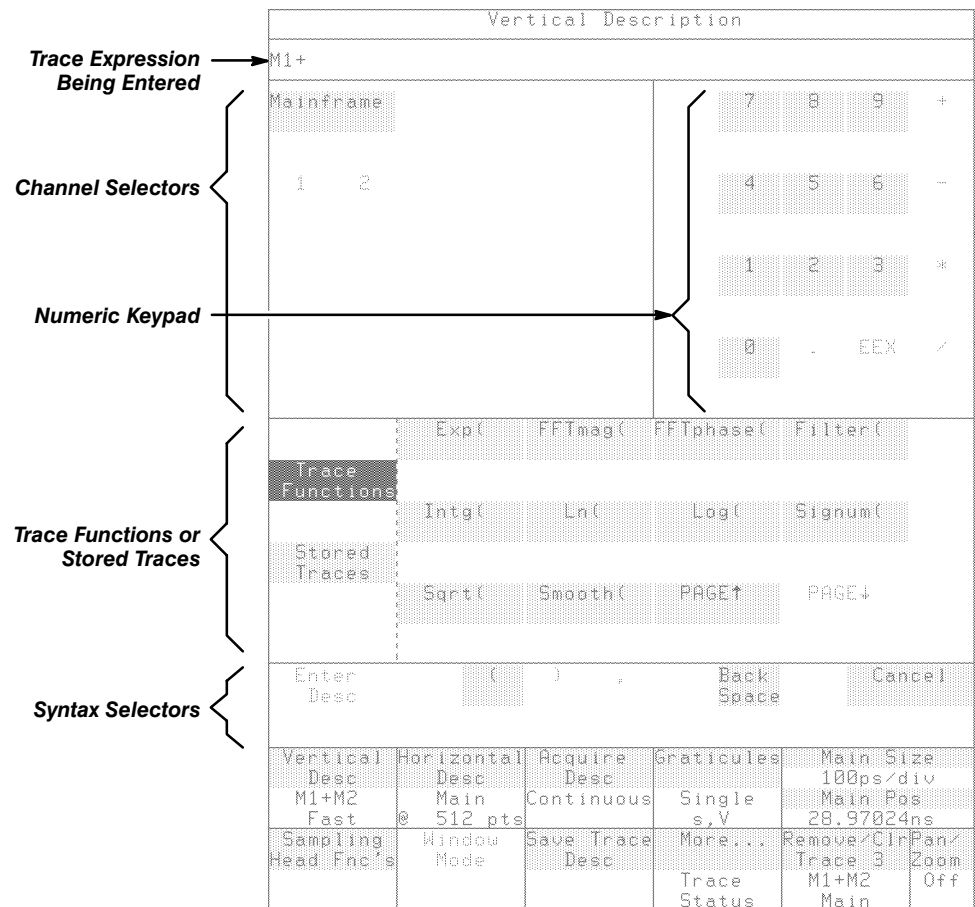 Vertical Description
Trace Expression
Being Entered
M1+
Mainframe
7 8 9 +
Channel Selectors
1 2
4 5 6 -
Numeric Keypad
1 2 3 *
0 . EEX /
Exp( FFTmag( FFTphase( Filter(
Trace
Functions
Intg( Ln( Log( Signum(
Trace Functions or
Stored Traces
Stored
Traces
Sqrt( Smooth( PAGE↑ PAGE↓
Syntax Selectors
Enter
Desc
( ) ,
Back
Space
Cancel
Vertical
Desc
M1+M2
Fast
Horizontal
Desc
Main
@ 512 pts
Acquire
Desc
Continuous
Graticules
Single
s,V
Main Size
100ps/div
Main Pos
28.97024ns
Sampling
Head Fnc's
Window
Mode
Save Trace
Desc
More...
Trace
Status
Remove/Clr
Trace 3
M1+M2
Main
Pan/
Zoom
Off